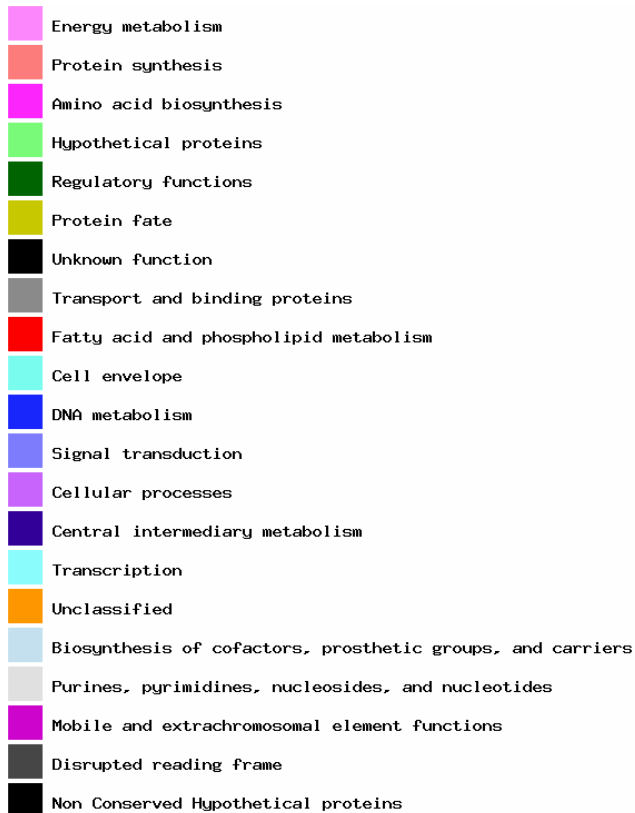 Energy metabolism
Protein synthesis
Amino acid biosynthesis
Hypothetical proteins
Regulatory functions
Protein fate
Unknown function
Transport and binding proteins
Fatty acid and phospholipid metabolism
Cell envelope
DNA metabolism
Signal transduction
Cellular processes
Central intermediary metabolism
Transcription
Unclassified
Biosynthesis of cofactors, prosthetic groups, and carriers
Purines, pyrimidines, nucleosides, and nucleotides
Mobile and extrachromosomal element functions
Disrupted reading frame
Non Conserved Hypothetical proteins